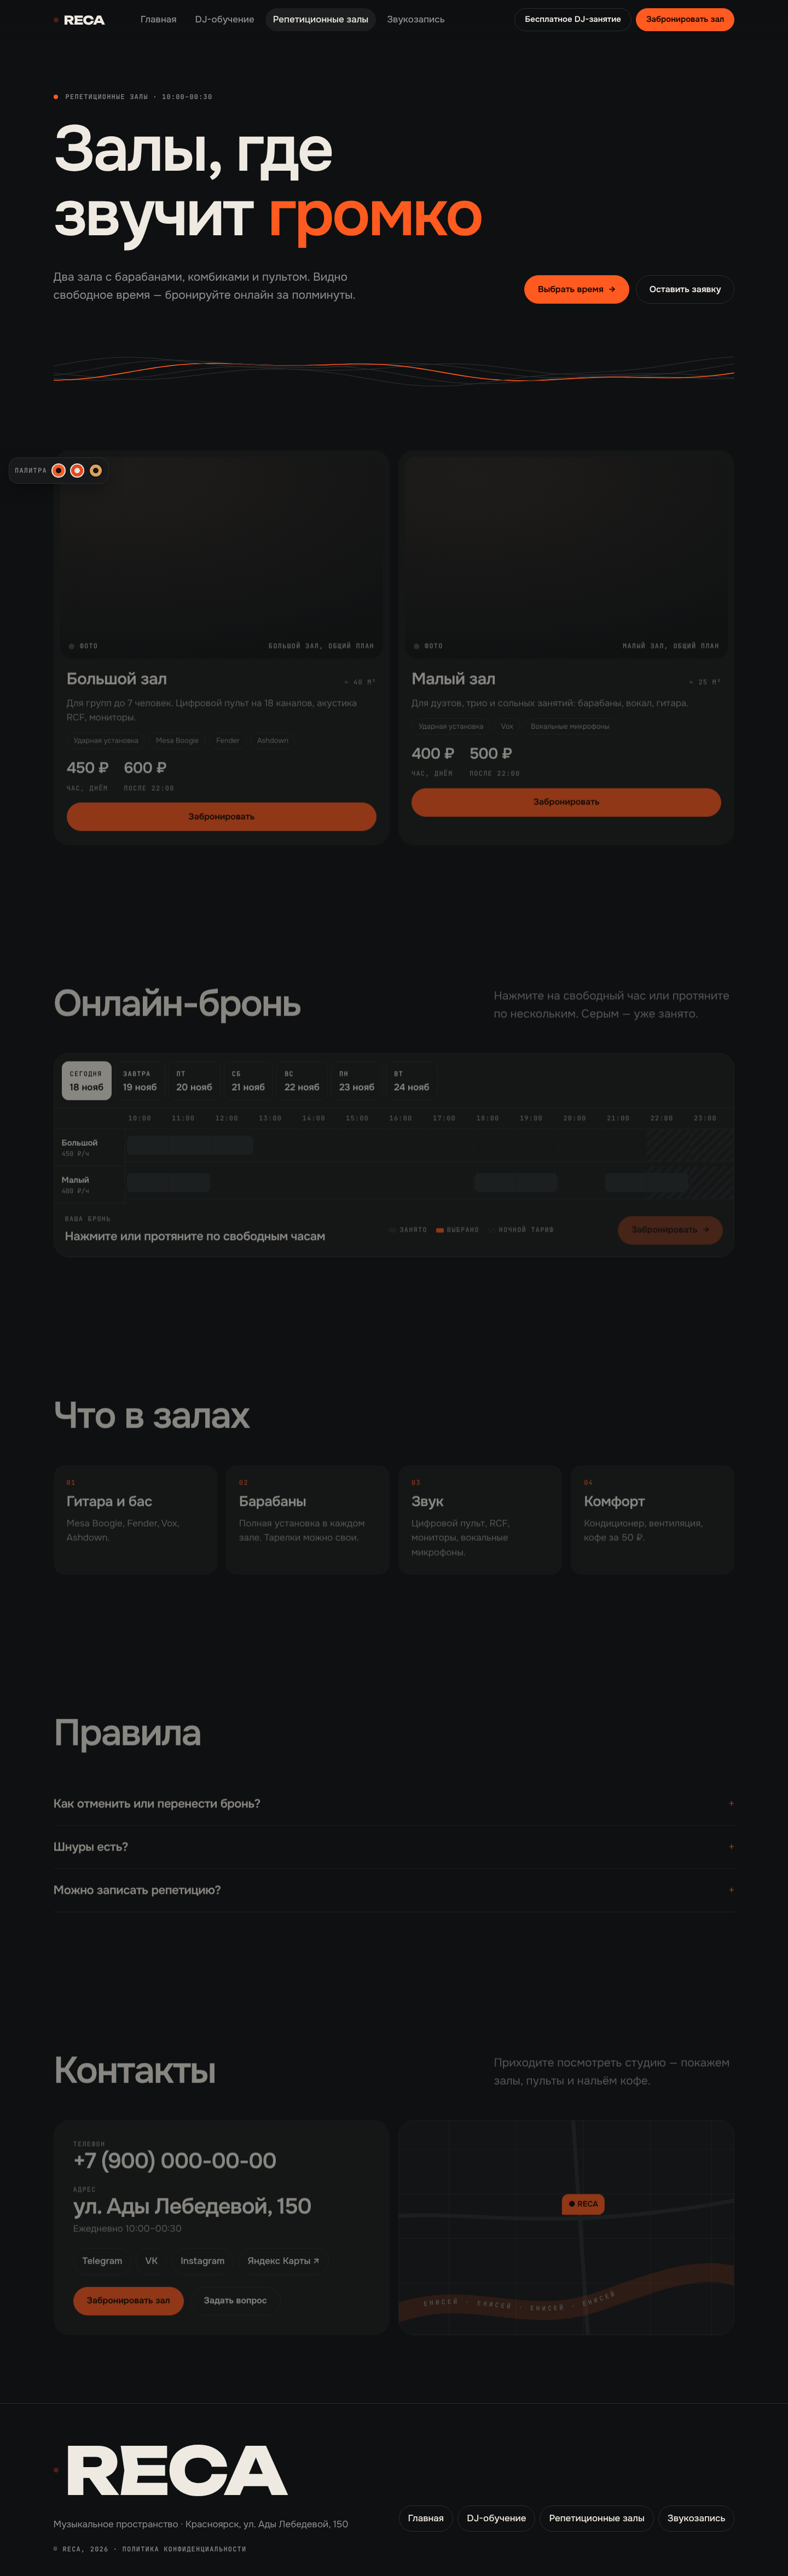 RECA
Главная
DJ-обучение
Репетиционные залы
Звукозапись
Бесплатное DJ-занятие
Забронировать зал
РЕПЕТИЦИОННЫЕ ЗАЛЫ · 10:00–00:30
Залы, где
звучит громко
Два зала с барабанами, комбиками и пультом. Видно
свободное время — бронируйте онлайн за полминуты.
Выбрать время →
Оставить заявку
ПАЛИТРА
ФОТО
БОЛЬШОЙ ЗАЛ, ОБЩИЙ ПЛАН
Большой зал
≈ 40 М²
Для групп до 7 человек. Цифровой пульт на 18 каналов, акустика
RCF, мониторы.
Ударная установка
Mesa Boogie
Fender
Ashdown
450 ₽
600 ₽
ЧАС, ДНЁМ
ПОСЛЕ 22:00
Забронировать
ФОТО
МАЛЫЙ ЗАЛ, ОБЩИЙ ПЛАН
Малый зал
≈ 25 М²
Для дуэтов, трио и сольных занятий: барабаны, вокал, гитара.
Ударная установка
Vox
Вокальные микрофоны
400 ₽
500 ₽
ЧАС, ДНЁМ
ПОСЛЕ 22:00
Забронировать
Онлайн-бронь
Нажмите на свободный час или протяните
по нескольким. Серым — уже занято.
СЕГОДНЯ
18 нояб
ЗАВТРА
19 нояб
ПТ
20 нояб
СБ
21 нояб
ВС
22 нояб
ПН
23 нояб
ВТ
24 нояб
10:00 11:00 12:00 13:00 14:00 15:00 16:00 17:00 18:00 19:00 20:00 21:00 22:00 23:00
Большой
450 ₽/ч
Малый
400 ₽/ч
ВАША БРОНЬ
Нажмите или протяните по свободным часам
ЗАНЯТО
ВЫБРАНО
НОЧНОЙ ТАРИФ
Забронировать →
Что в залах
01
Гитара и бас
Mesa Boogie, Fender, Vox,
Ashdown.
02
Барабаны
Полная установка в каждом
зале. Тарелки можно свои.
03
Звук
Цифровой пульт, RCF,
мониторы, вокальные
микрофоны.
04
Комфорт
Кондиционер, вентиляция,
кофе за 50 ₽.
Правила
Как отменить или перенести бронь?
+
Шнуры есть?
+
Можно записать репетицию?
+
Контакты
Приходите посмотреть студию — покажем
залы, пульты и нальём кофе.
ТЕЛЕФОН
+7 (900) 000-00-00
АДРЕС
ул. Ады Лебедевой, 150
Ежедневно 10:00–00:30
Telegram
VK
Instagram
Яндекс Карты ↗
Забронировать зал
Задать вопрос
RECA
ЕНИСЕЙ · ЕНИСЕЙ · ЕНИСЕЙ · ЕНИСЕЙ
RECA
Музыкальное пространство · Красноярск, ул. Ады Лебедевой, 150
Главная
DJ-обучение
Репетиционные залы
Звукозапись
© RECA, 2026 · ПОЛИТИКА КОНФИДЕНЦИАЛЬНОСТИ